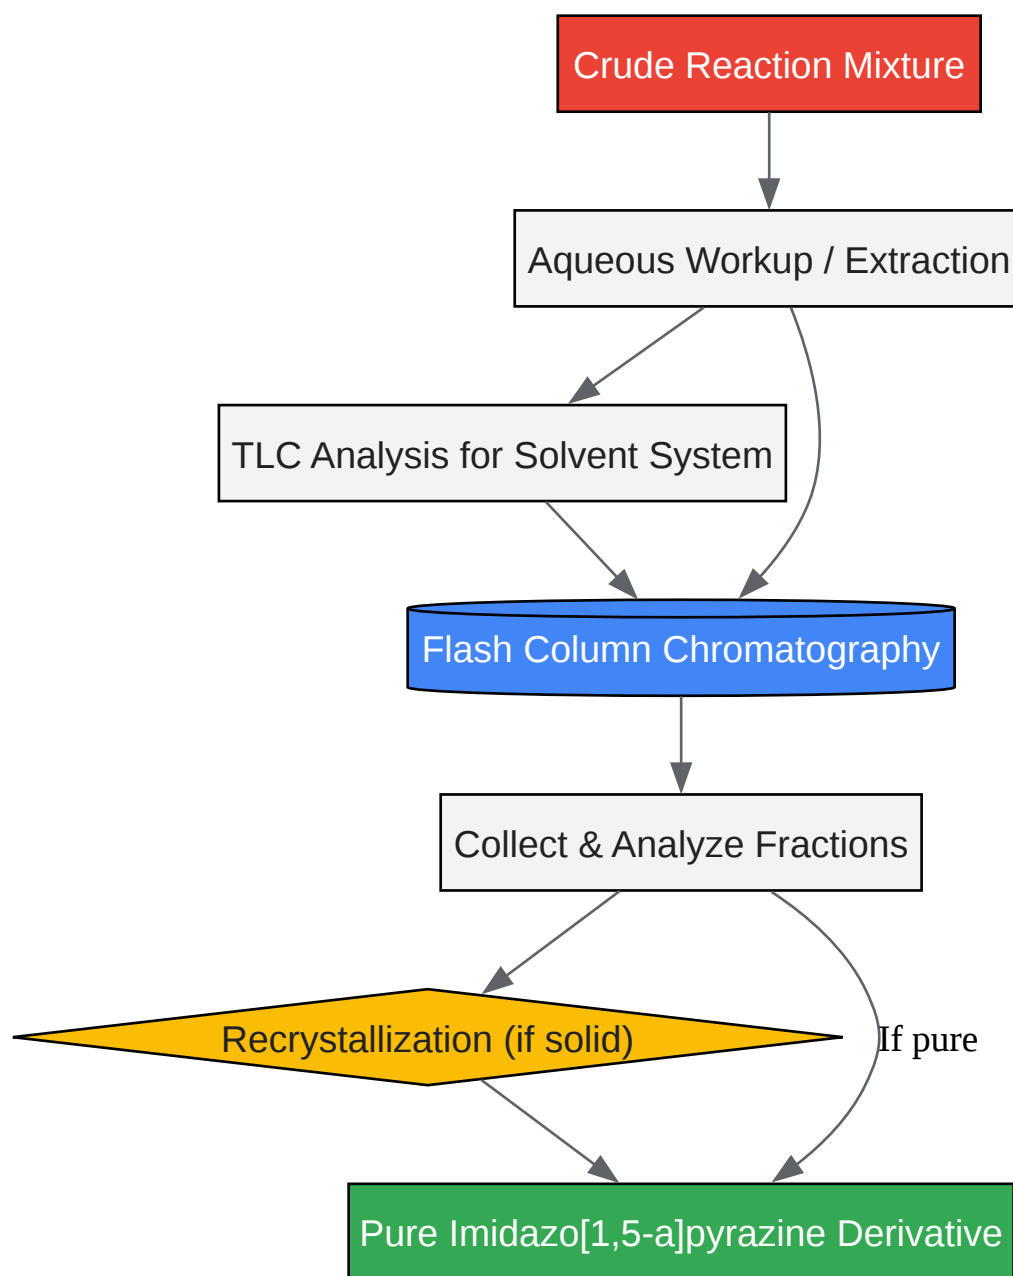 Crude Reaction Mixture
Aqueous Workup / Extraction
TLC Analysis for Solvent System
Flash Column Chromatography
Collect & Analyze Fractions
Recrystallization (if solid)
If pure
Pure Imidazo[1,5-a]pyrazine Derivative